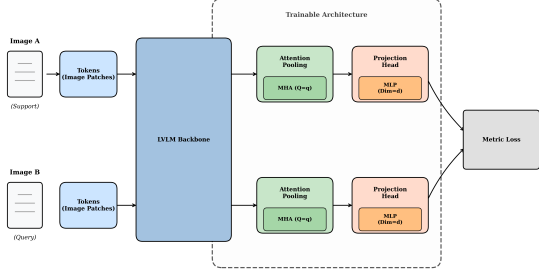 Trainable Architecture
Image A
(Support)
Tokens
(Image Patches)
LVLM Backbone
Attention
Pooling
MHA (Q=q)
Projection
Head
MLP
(Dim=d)
Metric Loss
Image B
(Query)
Tokens
(Image Patches)
Attention
Pooling
MHA (Q=q)
Projection
Head
MLP
(Dim=d)